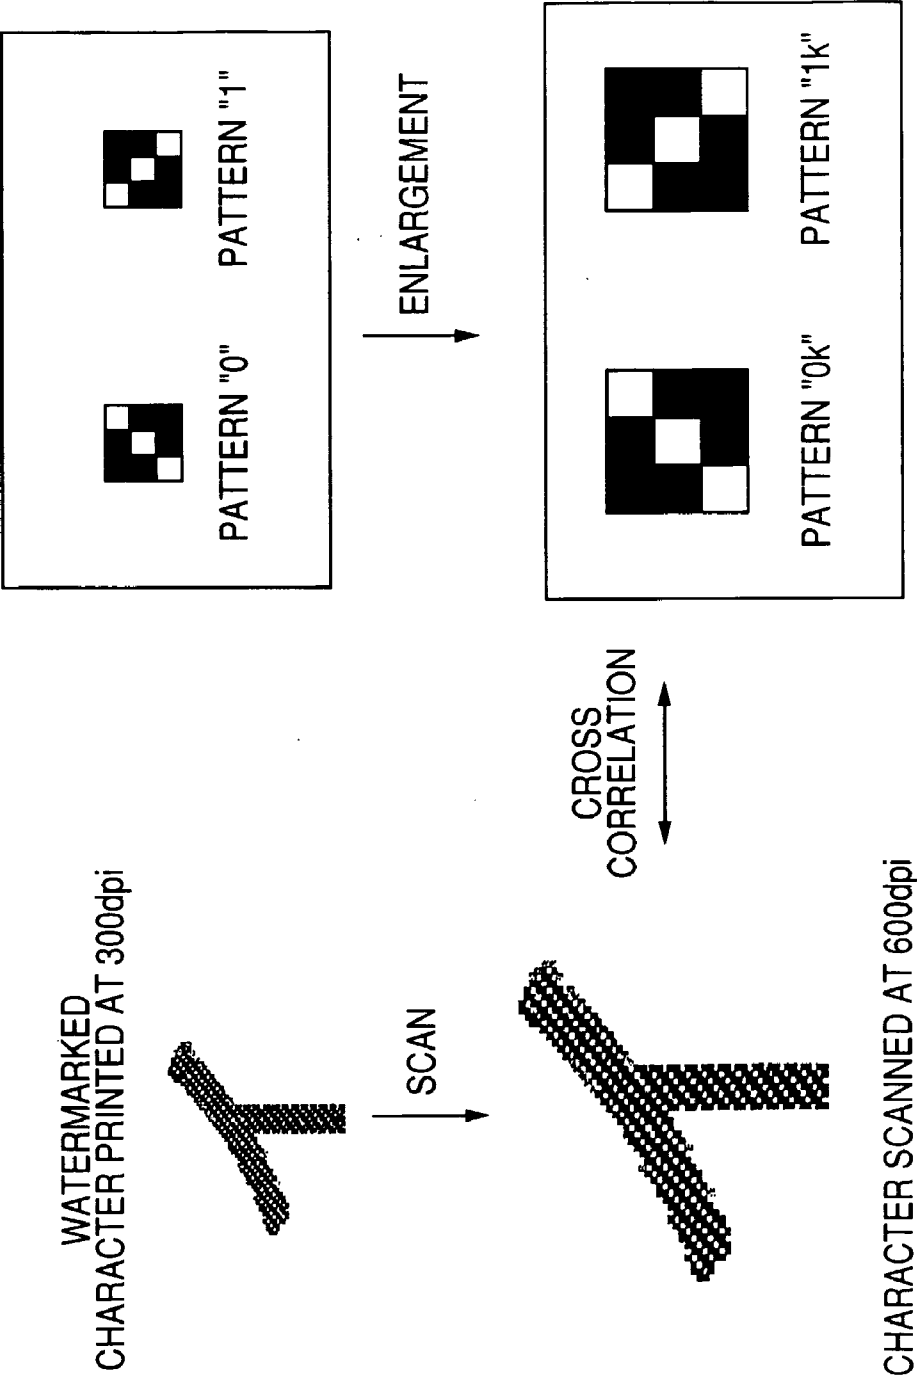 WATERMARKED
CHARACTER PRINTED AT 300dpi
SCAN
CHARACTER SCANNED AT 600dpi
CROSS
CORRELATION
PATTERN "0"
PATTERN "1"
ENLARGEMENT
PATTERN "0k"
PATTERN "1k"